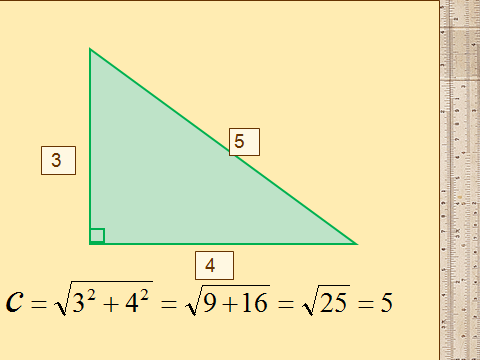 5
3
4
c = √3² + 4² = √9 + 16 = √25 = 5